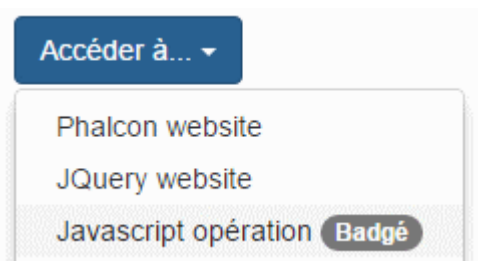 Accéder à...
Phalcon website
JQuery website
Javascript opération Badgé